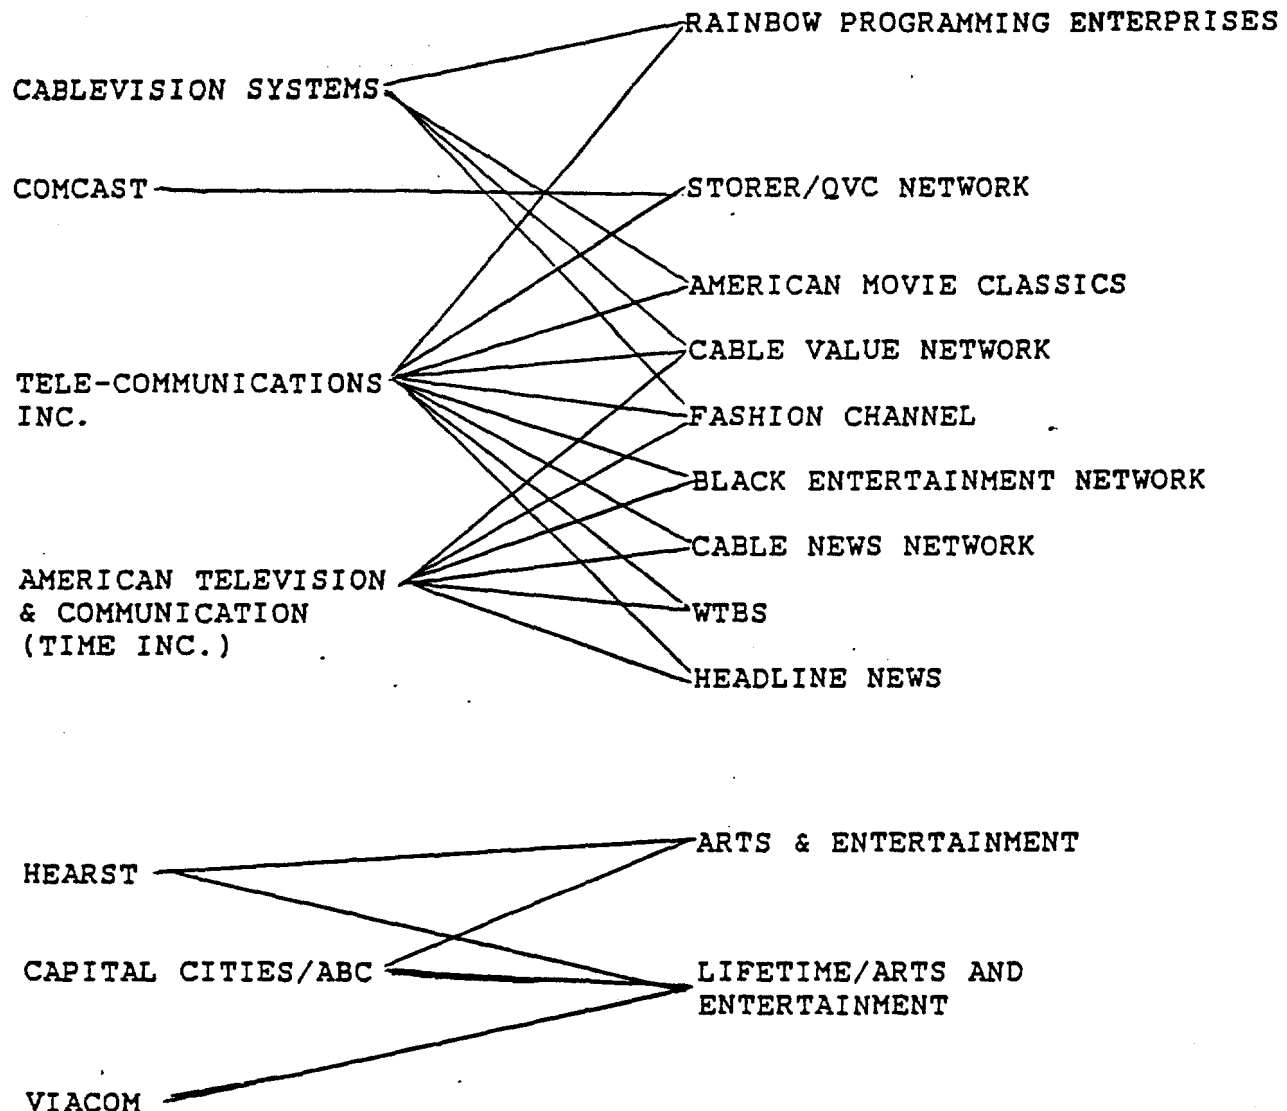 RAINBOW PROGRAMMING ENTERPRISES
CABLEVISION SYSTEMS
COMCAST
STORER/QVC NETWORK
AMERICAN MOVIE CLASSICS
CABLE VALUE NETWORK
TELE-COMMUNICATIONS
INC.
FASHION CHANNEL
BLACK ENTERTAINMENT NETWORK
CABLE NEWS NETWORK
AMERICAN TELEVISION
& COMMUNICATION
(TIME INC.)
WTBS
HEADLINE NEWS
ARTS & ENTERTAINMENT
HEARST
CAPITAL CITIES/ABC
LIFETIME/ARTS AND
ENTERTAINMENT
VIACOM